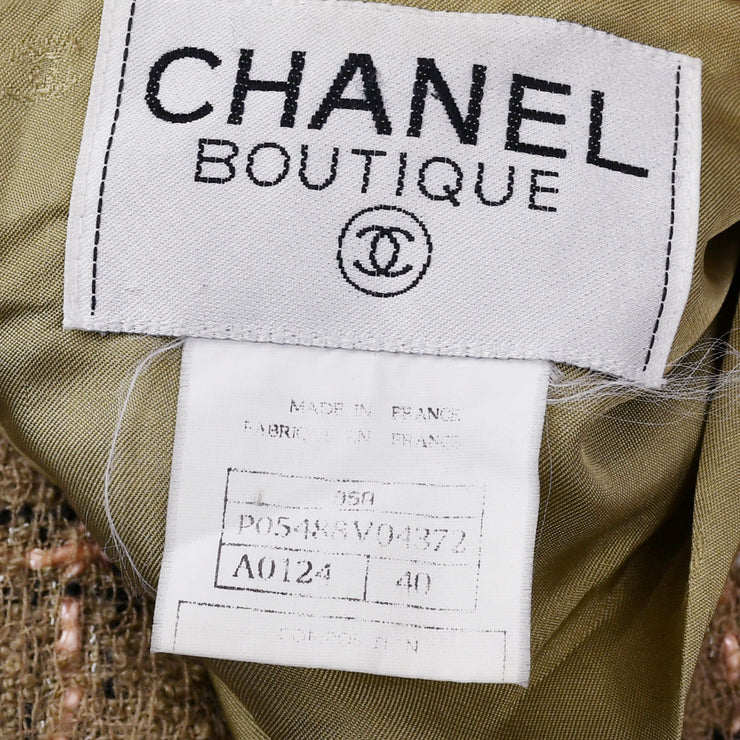 CHANEL
BOUTIQUE
MADE IN FRANCE
FABRIQUE EN FRANCE
P05488V04372
A0124 40